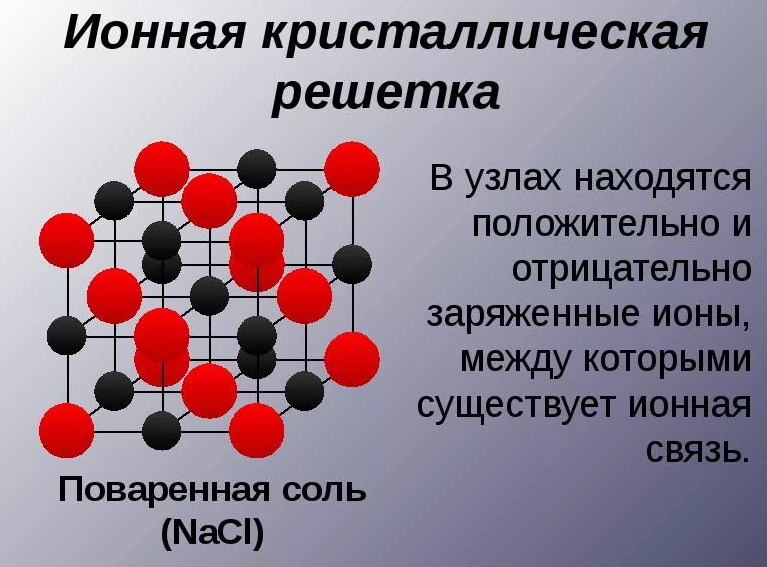 Ионная кристаллическая
решетка
В узлах находятся
положительно и
отрицательно
заряженные ионы,
между которыми
существует ионная
связь.
Поваренная соль
(NaCl)